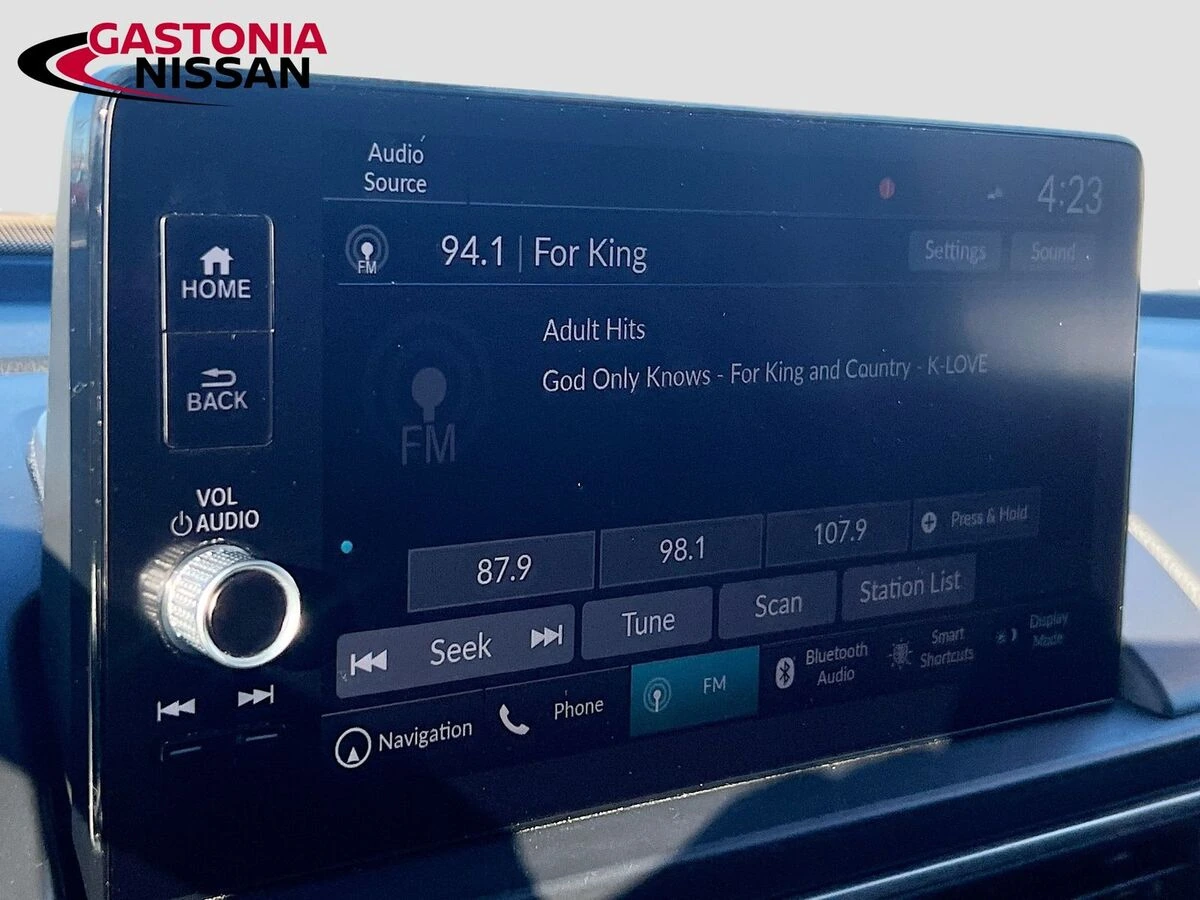 GASTONIA
NISSAN
Audio
Source
4:23
FM
94.1 | For King
Settings
Sound
HOME
Adult Hits
God Only Knows - For King and Country - K-LOVE
BACK
FM
VOL
AUDIO
87.9
98.1
107.9
Press & Hold
Seek
Tune
Scan
Station List
Navigation
Phone
FM
Bluetooth
Audio
Smart
Shortcuts
Display
Mode